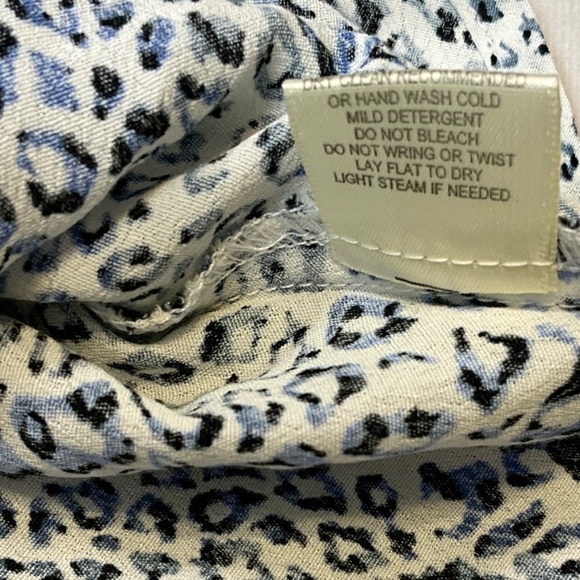 DRY CLEAN RECOMMENDED
OR HAND WASH COLD
MILD DETERGENT
DO NOT BLEACH
DO NOT WRING OR TWIST
LAY FLAT TO DRY
LIGHT STEAM IF NEEDED